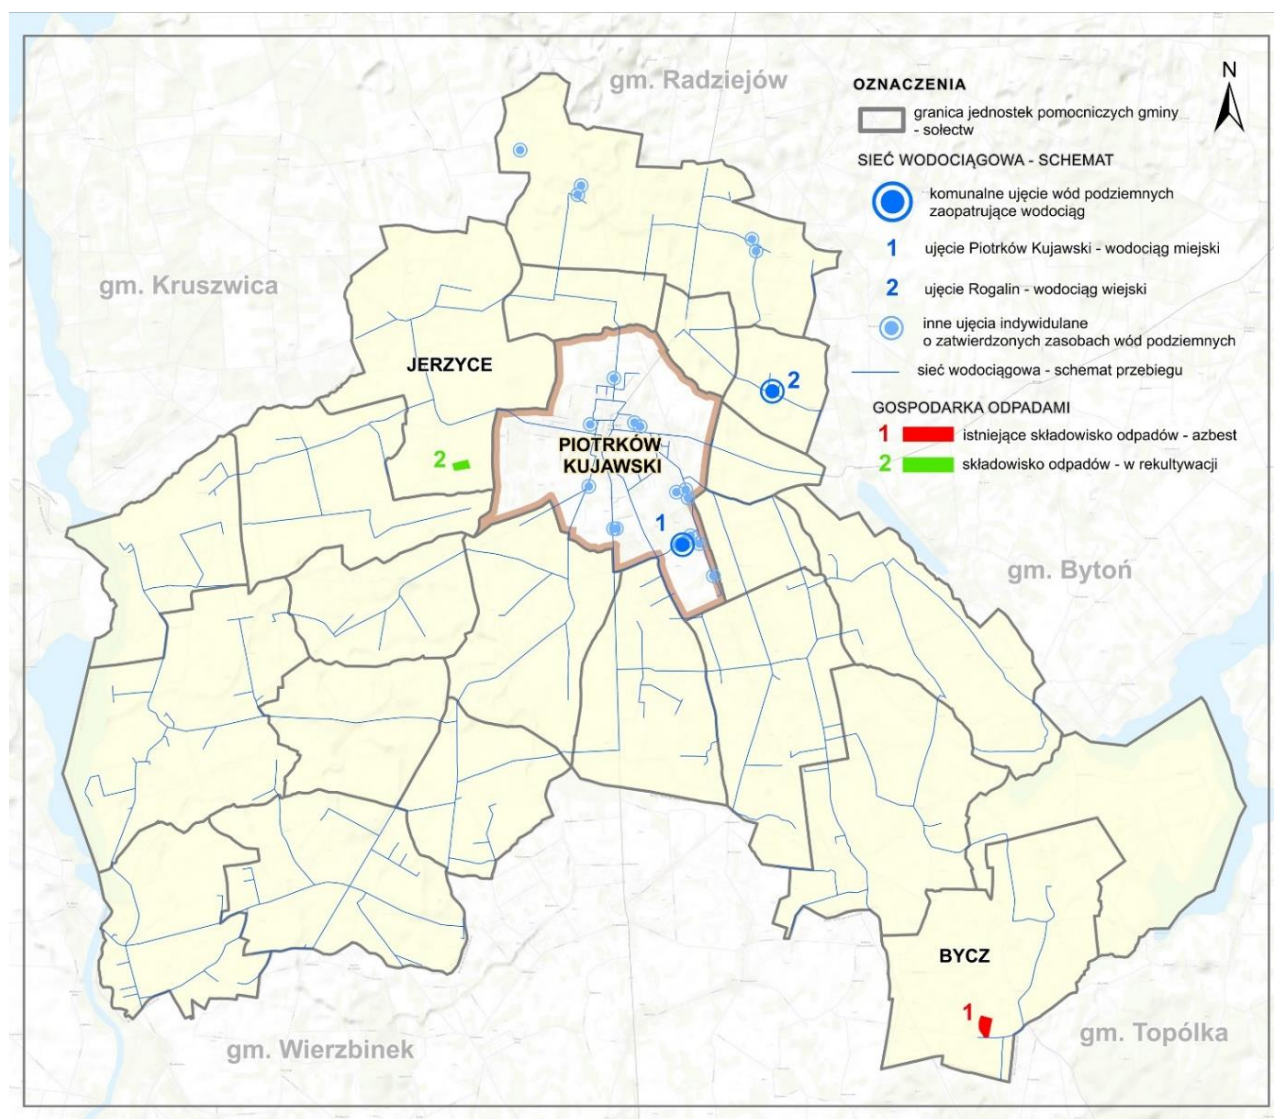 gm. Radziejów
N
OZNACZENIA
granica jednostek pomocniczych gminy
- sołectw
SIEĆ WODOCIĄGOWA - SCHEMAT
komunalne ujęcie wód podziemnych
zaopatrujące wodociąg
1 ujęcie Piotrków Kujawski - wodociąg miejski
2 ujęcie Rogalin - wodociąg wiejski
inne ujęcia indywidulane
o zatwierdzonych zasobach wód podziemnych
sieć wodociągowa - schemat przebiegu
GOSPODARKA ODPADAMI
1 istniejące składowisko odpadów - azbest
2 składowisko odpadów - w rekultywacji
gm. Kruszwica
JERZYCE
2
PIOTRKÓW
KUJAWSKI
2
1
gm. Bytoń
BYCZ
1
gm. Wierzbinek
gm. Topólka